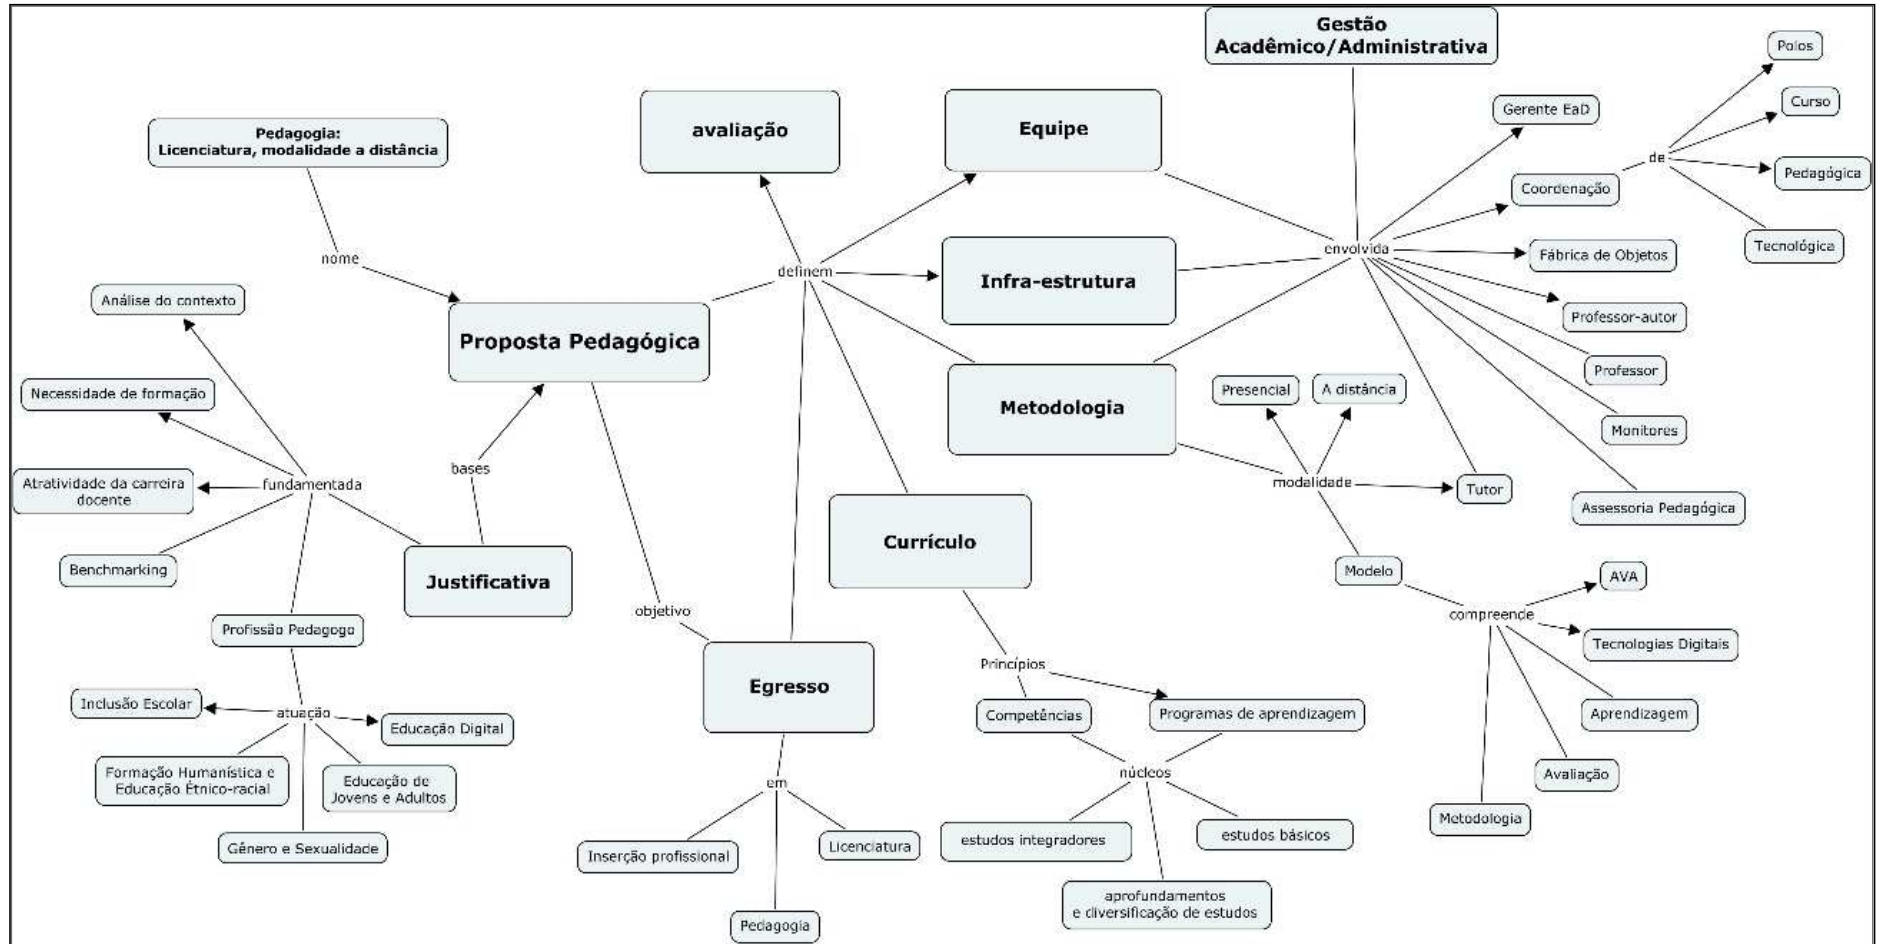 Gestão
Acadêmico/Administrativa
Polos
Curso
Gerente EaD
de
Pedagógica
Coordenação
Tecnológica
envolvida
Fábrica de Objetos
Professor-autor
Professor
Monitores
Assessoria Pedagógica
Tutor
avaliação
Equipe
Infra-estrutura
Metodologia
definem
Pedagogia:
Licenciatura, modalidade a distância
nome
Proposta Pedagógica
Análise do contexto
Necessidade de formação
Atratividade da carreira
docente
fundamentada
Benchmarking
bases
Justificativa
Profissão Pedagogo
Inclusão Escolar
atuação
Educação Digital
Formação Humanística e
Educação Étnico-racial
Educação de
Jovens e Adultos
Gênero e Sexualidade
objetivo
Egresso
em
Inserção profissional
Licenciatura
Pedagogia
Currículo
Princípios
Competências
Programas de aprendizagem
núcleos
estudos integradores
estudos básicos
aprofundamentos
e diversificação de estudos
Presencial
A distância
modalidade
Modelo
compreende
AVA
Tecnologias Digitais
Aprendizagem
Avaliação
Metodologia